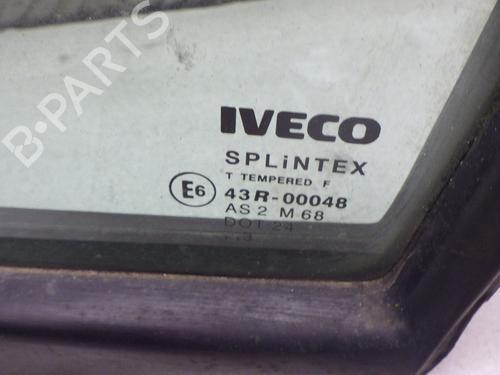 B-PARTS
IVECO
SPLiNTEX
T TEMPERED F
E6 43R-00048
AS 2 M 68
DOT 24